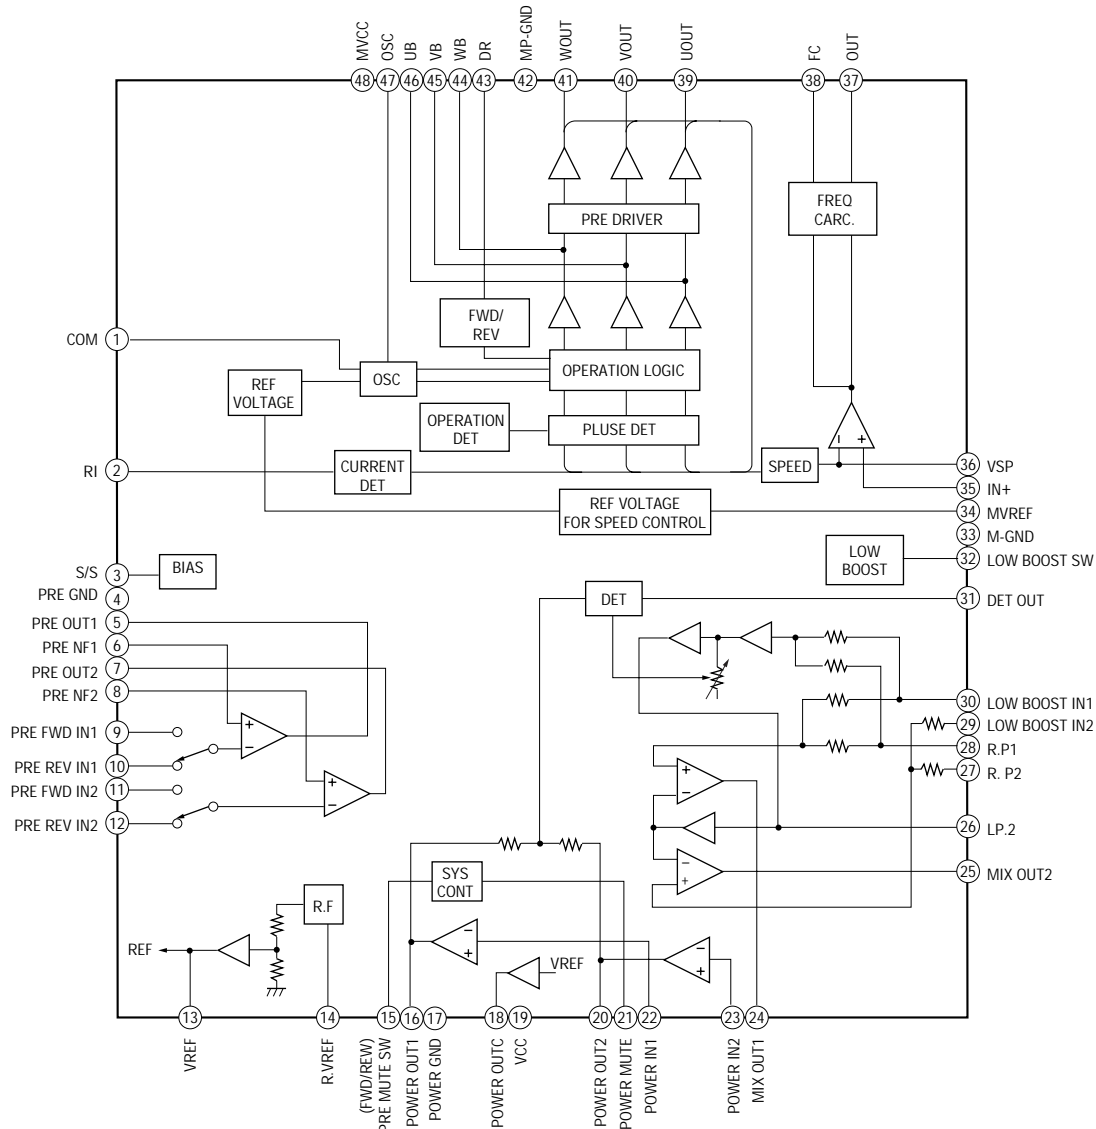 MVCC
OSC
UB
VB
WB
DR
MP-GND
WOUT
VOUT
UOUT
FC
OUT
48
47
46
45
44
43
42
41
40
39
38
37
FREQ
CARC.
PRE DRIVER
FWD/
REV
COM
1
OPERATION LOGIC
OSC
REF
VOLTAGE
OPERATION
DET
PLUSE DET
RI
2
CURRENT
DET
SPEED
– +
36
VSP
35
IN+
REF VOLTAGE
FOR SPEED CONTROL
34
MVREF
33
M-GND
LOW
BOOST
32
LOW BOOST SW
S/S
3
BIAS
PRE GND
4
DET
31
DET OUT
PRE OUT1
5
PRE NF1
6
PRE OUT2
7
PRE NF2
8
PRE FWD IN1
9
PRE REV IN1
10
PRE FWD IN2
11
PRE REV IN2
12
+
–
+
–
30
LOW BOOST IN1
29
LOW BOOST IN2
28
R.P1
27
R. P2
+
–
26
LP.2
–
+
25
MIX OUT2
SYS
CONT
R.F
REF
–
+
VREF
–
+
13
14
15
16
17
18
19
20
21
22
23
24
VREF
R.VREF
(FWD/REW)
PRE MUTE SW
POWER OUT1
POWER GND
POWER OUTC
VCC
POWER OUT2
POWER MUTE
POWER IN1
POWER IN2
MIX OUT1